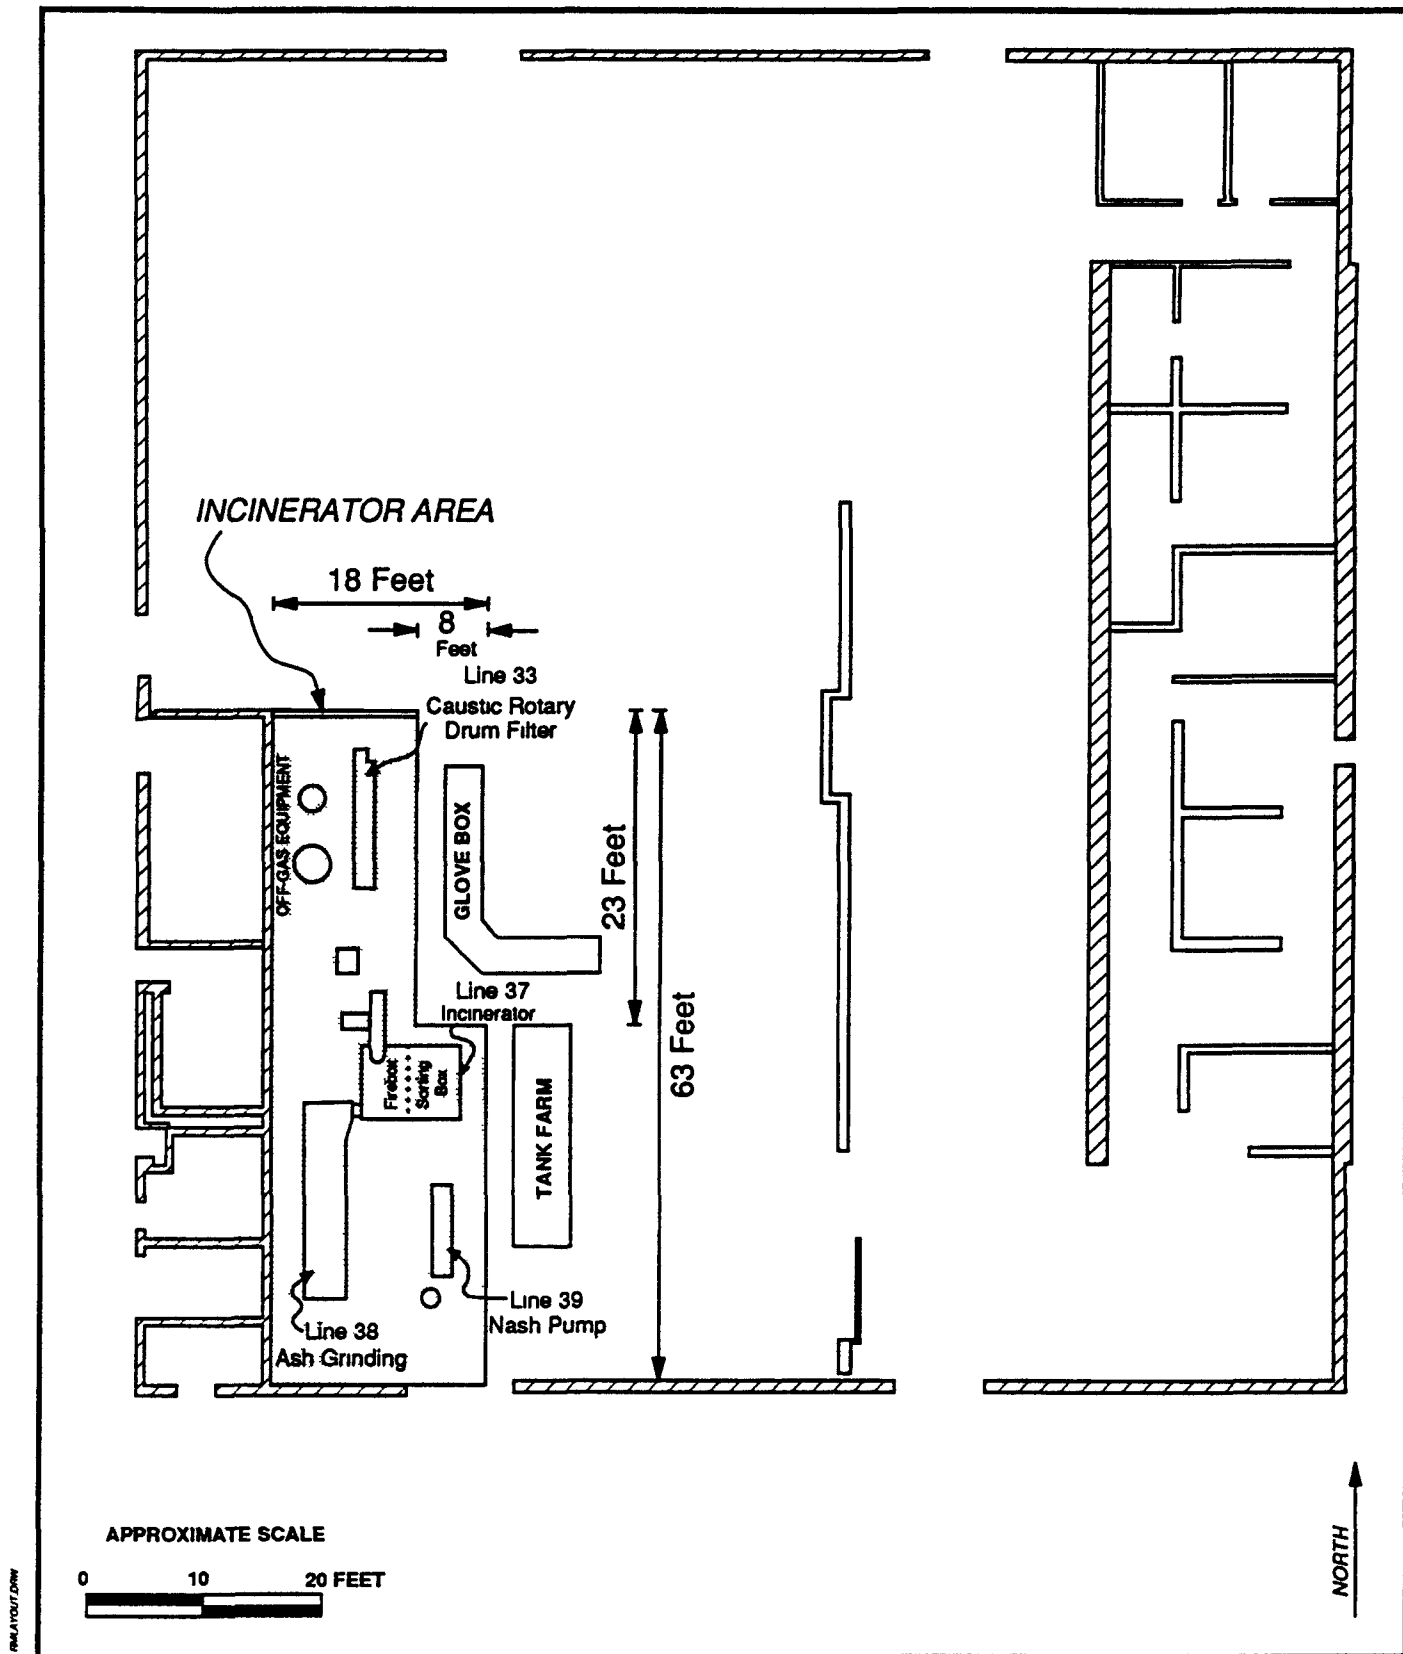 INCINERATOR AREA
18 Feet
8
Feet
Line 33
Caustic Rotary
Drum Filter
OFF-GAS EQUIPMENT
GLOVE BOX
23 Feet
63 Feet
Line 37
Incinerator
Firebox
Sorting
Box
TANK FARM
Line 39
Nash Pump
Line 38
Ash Grinding
APPROXIMATE SCALE
0 10 20 FEET
NORTH
RMLAYOUT.DRW